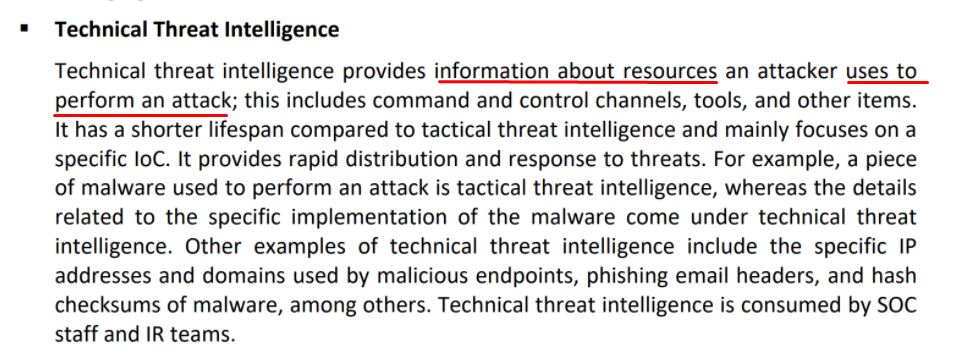 ▪ Technical Threat Intelligence
Technical threat intelligence provides information about resources an attacker uses to
perform an attack; this includes command and control channels, tools, and other items.
It has a shorter lifespan compared to tactical threat intelligence and mainly focuses on a
specific IoC. It provides rapid distribution and response to threats. For example, a piece
of malware used to perform an attack is tactical threat intelligence, whereas the details
related to the specific implementation of the malware come under technical threat
intelligence. Other examples of technical threat intelligence include the specific IP
addresses and domains used by malicious endpoints, phishing email headers, and hash
checksums of malware, among others. Technical threat intelligence is consumed by SOC
staff and IR teams.